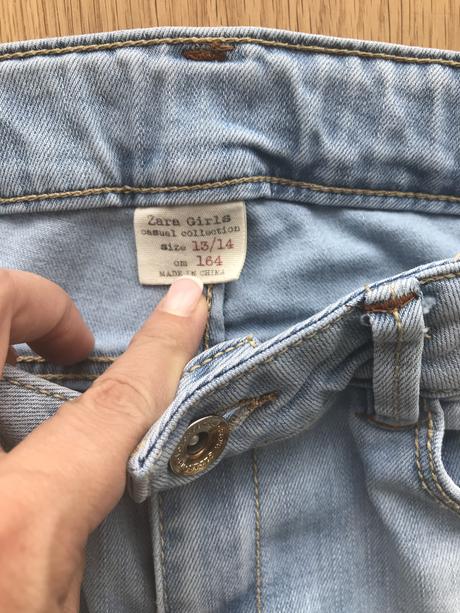 Zara Girls
casual collection
size 13/14
cm 164
MADE IN CHINA